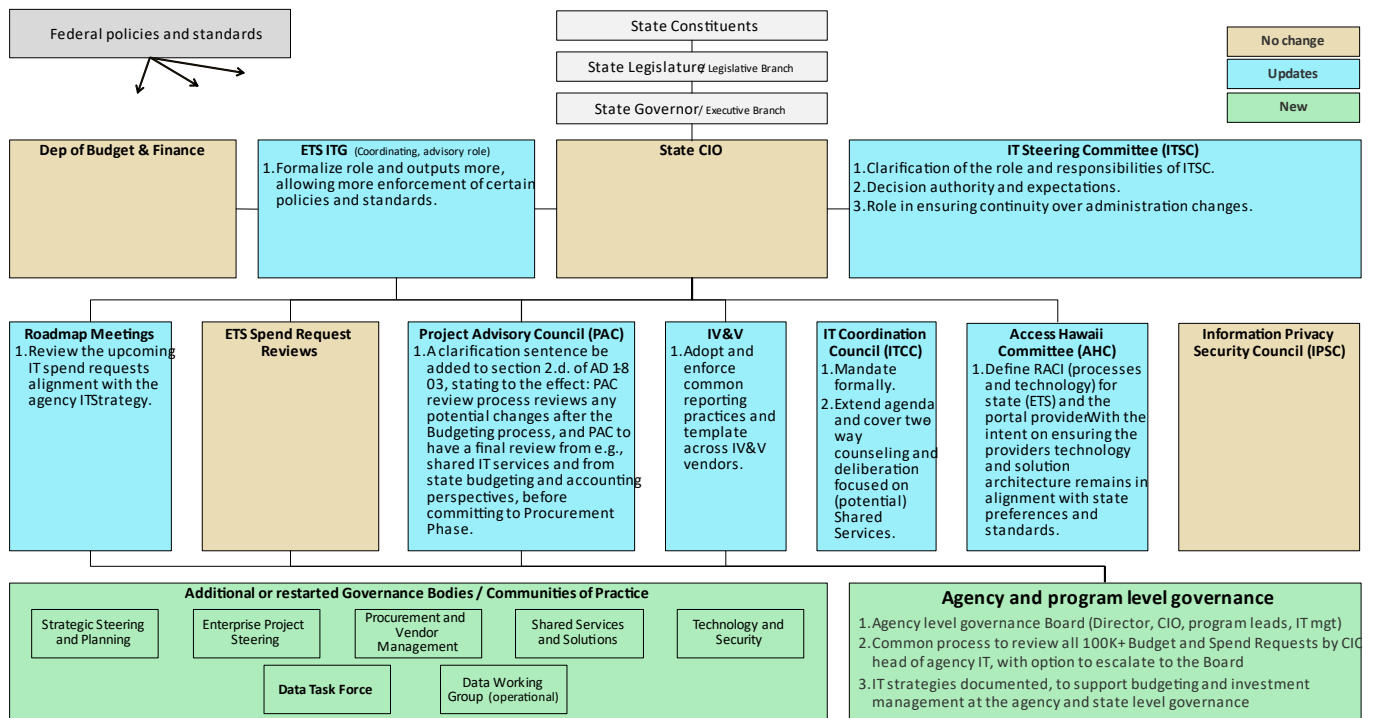 Federal policies and standards
State Constituents
State Legislature/ Legislative Branch
State Governor/ Executive Branch
No change
Updates
New
Dep of Budget & Finance
ETS ITG (Coordinating, advisory role)
1.Formalize role and outputs more,
allowing more enforcement of certain
policies and standards.
State CIO
IT Steering Committee (ITSC)
1.Clarification of the role and responsibilities of ITSC.
2.Decision authority and expectations.
3.Role in ensuring continuity over administration changes.
Roadmap Meetings
1.Review the upcoming
IT spend requests
alignment with the
agency ITStrategy.
ETS Spend Request
Reviews
Project Advisory Council (PAC)
1.A clarification sentence be
added to section 2.d. of AD 18-
03, stating to the effect: PAC
review process reviews any
potential changes after the
Budgeting process, and PAC to
have a final review from e.g.,
shared IT services and from
state budgeting and accounting
perspectives, before
committing to Procurement
Phase.
IV&V
1.Adopt and
enforce
common
reporting
practices and
template
across IV&V
vendors.
IT Coordination
Council (ITCC)
1.Mandate
formally.
2.Extend agenda
and cover two-
way
counseling and
deliberation
focused on
(potential)
Shared
Services.
Access Hawaii
Committee (AHC)
1.Define RACI (processes
and technology) for
state (ETS) and the
portal provider.With the
intent on ensuring the
providers technology
and solution
architecture remains in
alignment with state
preferences and
standards.
Information Privacy
Security Council (IPSC)
Additional or restarted Governance Bodies / Communities of Practice
Strategic Steering
and Planning
Enterprise Project
Steering
Procurement and
Vendor
Management
Shared Services
and Solutions
Technology and
Security
Data Task Force
Data Working
Group (operational)
Agency and program level governance
1.Agency level governance Board (Director, CIO, program leads, IT mgt)
2.Common process to review all 100K+ Budget and Spend Requests by CIO
head of agency IT, with option to escalate to the Board
3.IT strategies documented, to support budgeting and investment
management at the agency and state level governance